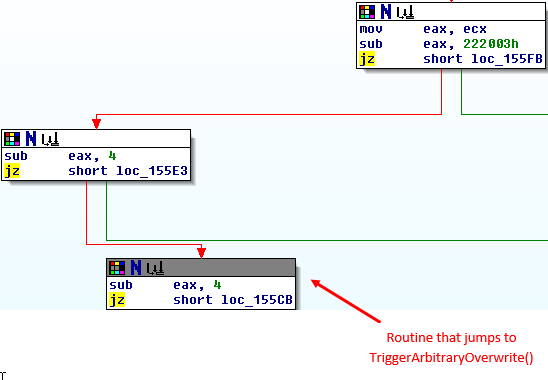 mov eax, ecx
sub eax, 222003h
jz short loc_155FB
sub eax, 4
jz short loc_155E3
sub eax, 4
jz short loc_155CB
Routine that jumps to
TriggerArbitraryOverwrite()